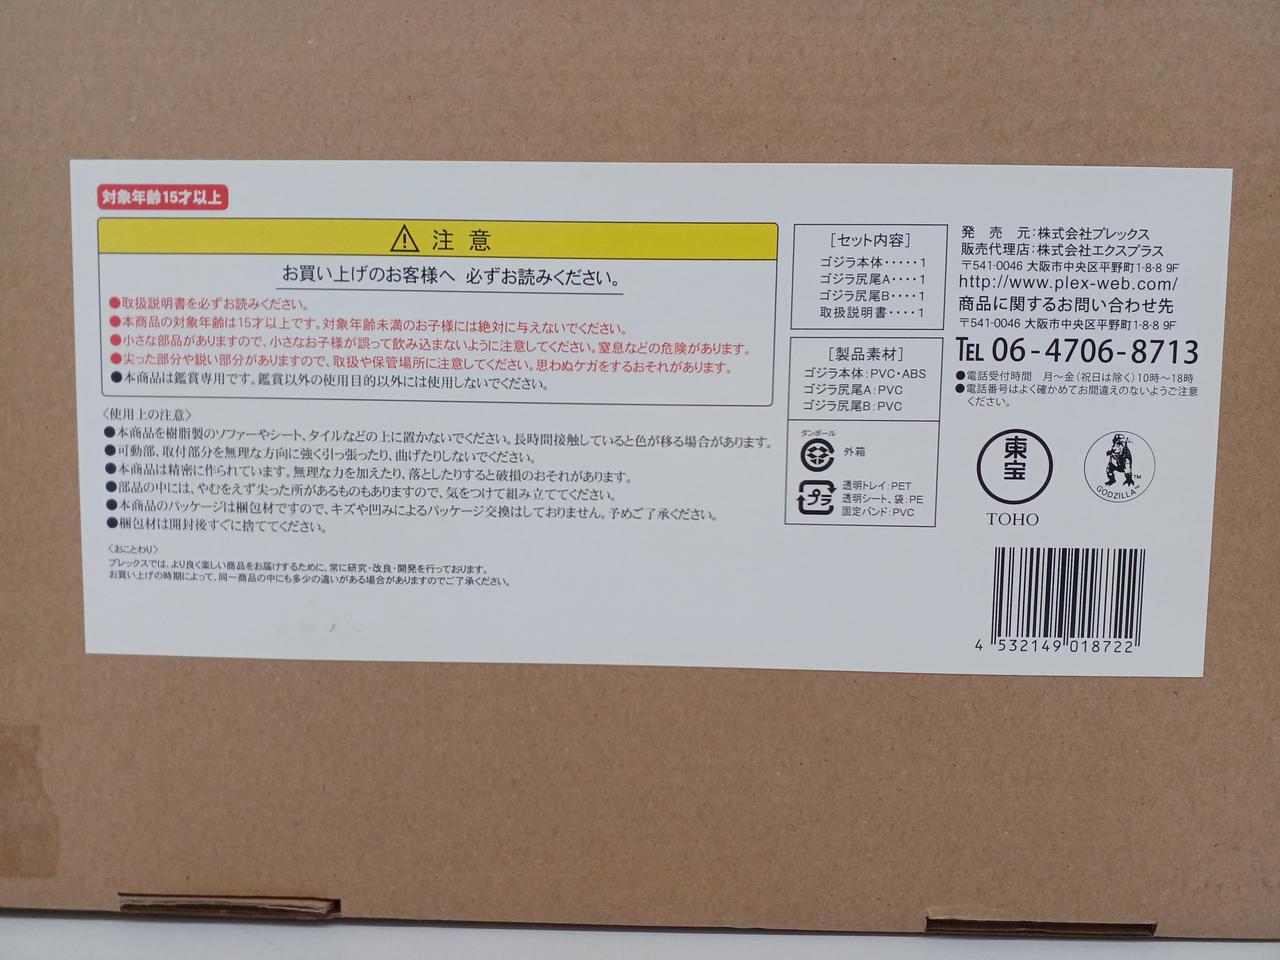 対象年齢15才以上
注意
お買い上げのお客様へ 必ずお読みください。
●取扱説明書を必ずお読みください。
●本商品の対象年齢は15才以上です。対象年齢未満のお子様には絶対に与えないでください。
●小さな部品がありますので、小さなお子様が誤って飲み込まないように注意してください。窒息などの危険があります。
●尖った部分や鋭い部分がありますので、取扱や保管場所に注意してください。思わぬケガをするおそれがあります。
●本商品は鑑賞専用です。鑑賞以外の使用目的以外には使用しないでください。
〈使用上の注意〉
●本商品を樹脂製のソファーやシート、タイルなどの上に置かないでください。長時間接触していると色が移る場合があります。
●可動部、取付部分を無理な方向に強く引っ張ったり、曲げたりしないでください。
●本商品は精密に作られています。無理な力を加えたり、落としたりすると破損のおそれがあります。
●部品の中には、やむをえず尖った所があるものもありますので、気をつけて組み立ててください。
●本商品のパッケージは梱包材ですので、キズや凹みによるパッケージ交換はしておりません。予めご了承ください。
●梱包材は開封後すぐに捨ててください。
〈おことわり〉
プレックスでは、より良く楽しい商品をお届けするために、常に研究・改良・開発を行っております。
お買い上げの時期によって、同一商品の中にも多少の違いがある場合がありますのでご了承ください。
[セット内容]
ゴジラ本体・・・・・1
ゴジラ尻尾A・・・・1
ゴジラ尻尾B・・・・1
取扱説明書・・・・1
[製品素材]
ゴジラ本体:PVC・ABS
ゴジラ尻尾A:PVC
ゴジラ尻尾B:PVC
ダンボール
外箱
プラ
透明トレイ:PET
透明シート、袋:PE
固定バンド:PVC
発 売 元:株式会社プレックス
販売代理店:株式会社エクスプラス
〒541-0046 大阪市中央区平野町1-8-8 9F
http://www.plex-web.com/
商品に関するお問い合わせ先
〒541-0046 大阪市中央区平野町1-8-8 9F
TEL 06-4706-8713
●電話受付時間 月〜金(祝日は除く)10時〜18時
●電話番号はよく確かめてお間違えのないようご注意
ください。
東宝
TOHO
GODZILLA™
TM
4 532149 018722